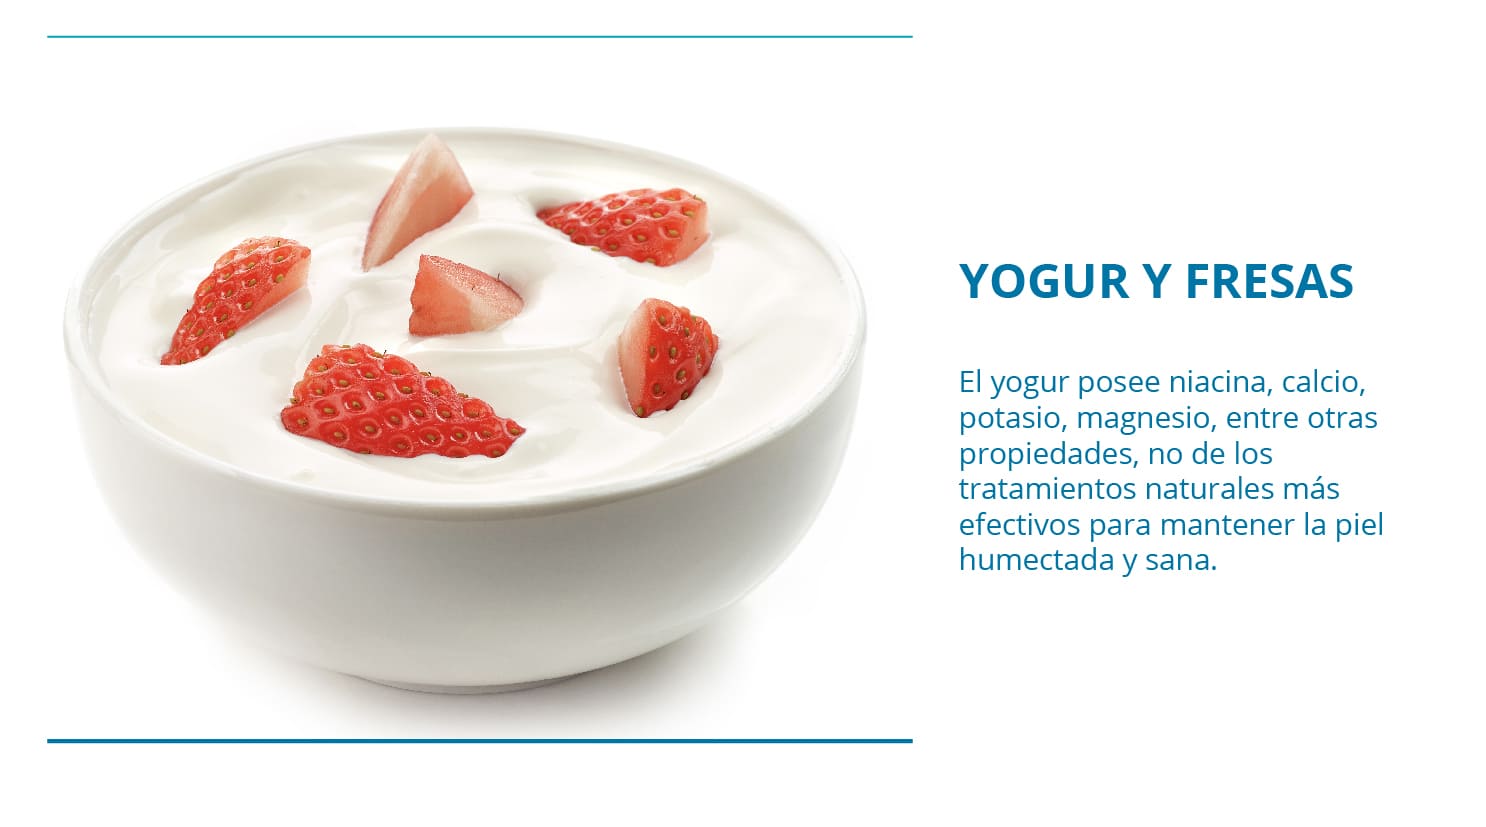 YOGUR Y FRESAS
El yogur posee niacina, calcio,
potasio, magnesio, entre otras
propiedades, no de los
tratamientos naturales más
efectivos para mantener la piel
humectada y sana.